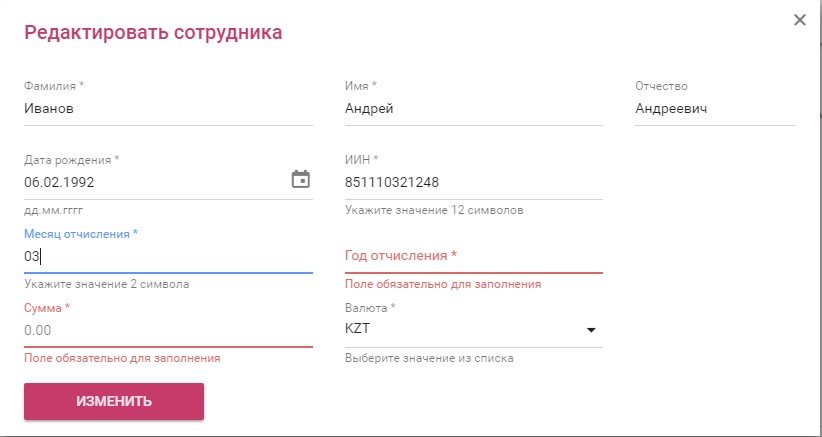 Редактировать сотрудника
Фамилия * Имя * Отчество
Иванов Андрей Андреевич
Дата рождения * ИИН *
06.02.1992 851110321248
дд.мм.гггг Укажите значение 12 символов
Месяц отчисления *
03 Год отчисления *
Укажите значение 2 символа Поле обязательно для заполнения
Сумма * Валюта *
0.00 KZT
Поле обязательно для заполнения Выберите значение из списка
ИЗМЕНИТЬ